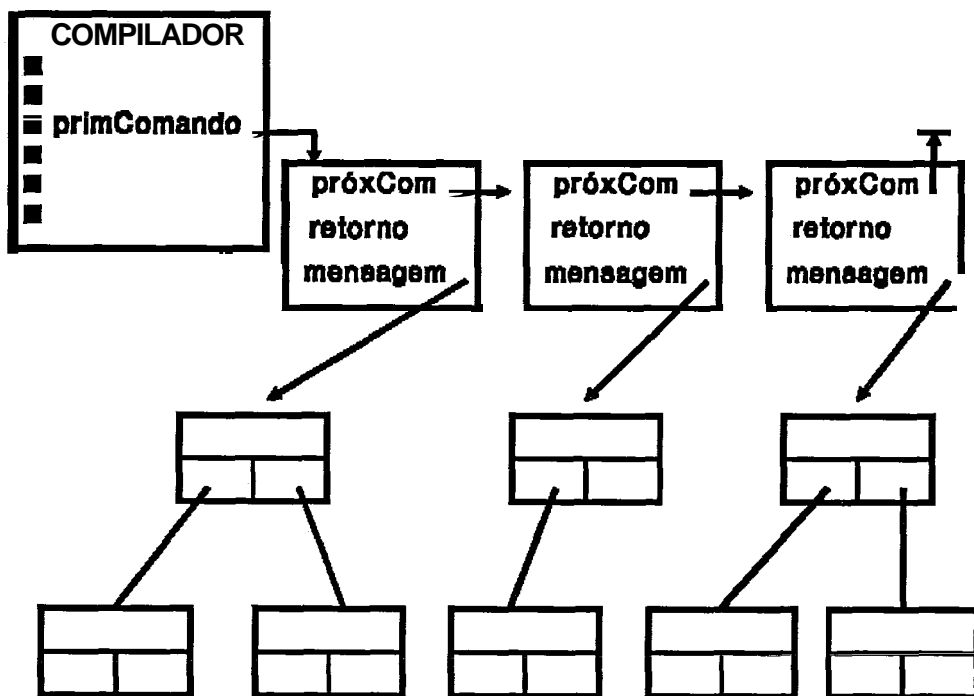 COMPILADOR
primComando
próxCom
retorno
mensagem
próxCom
retorno
mensagem
próxCom
retorno
mensagem